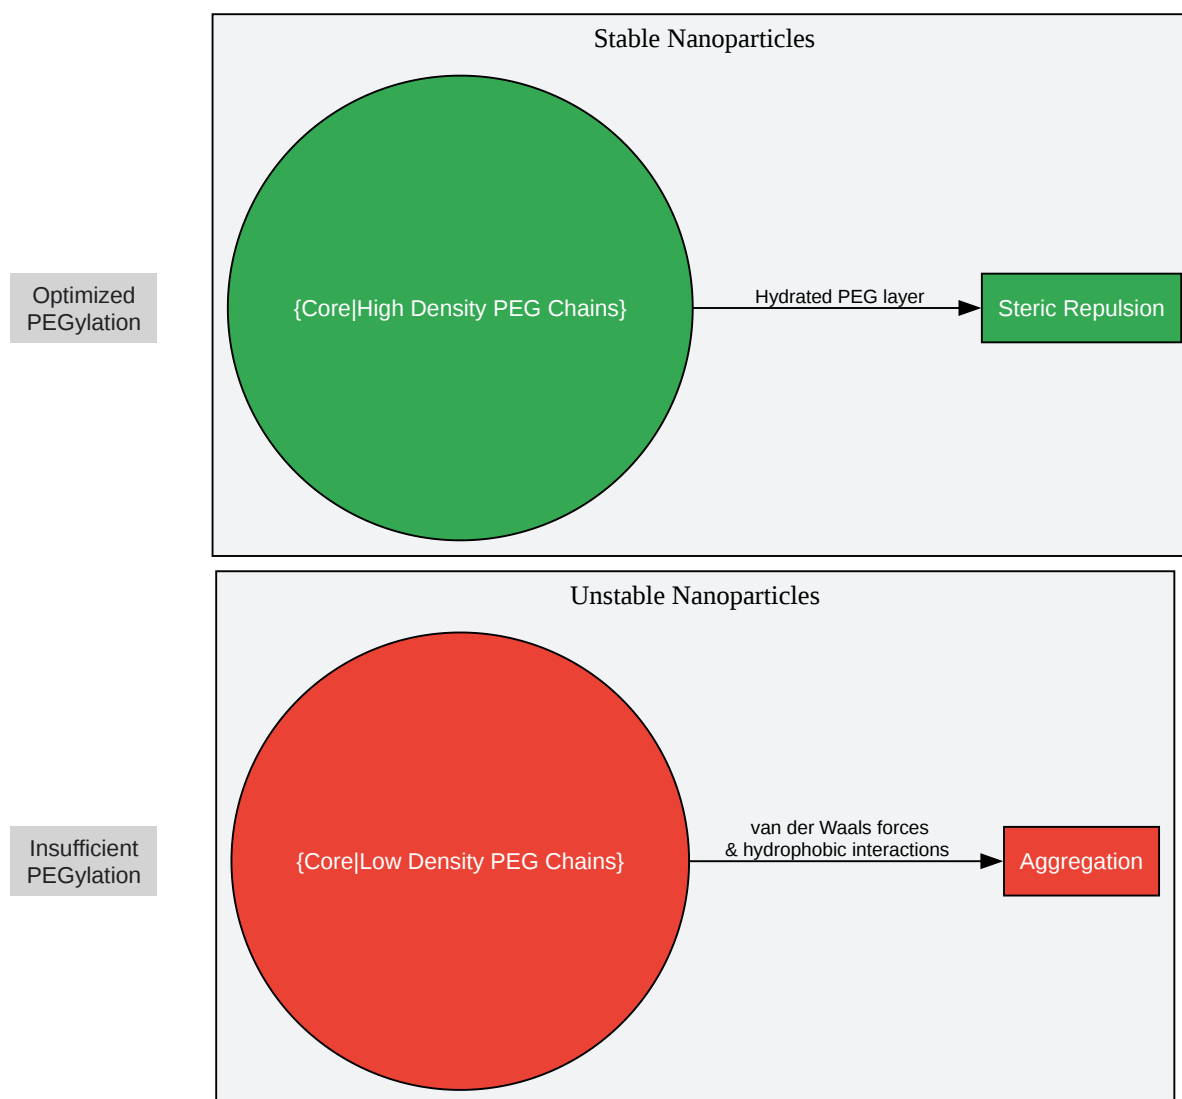 Stable Nanoparticles
Optimized
PEGylation
{Core|High Density PEG Chains}
Hydrated PEG layer
Steric Repulsion
Unstable Nanoparticles
Insufficient
PEGylation
{Core|Low Density PEG Chains}
van der Waals forces
& hydrophobic interactions
Aggregation